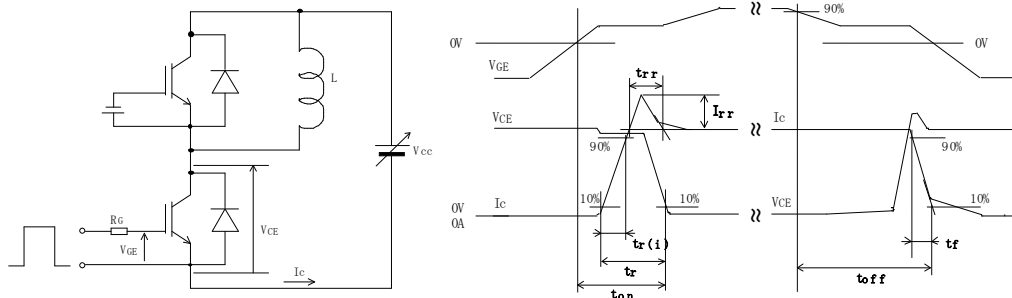 L
Vcc
RG
VGE
VCE
Ic
0V
VGE
trr
Irr
VCE
90%
10%
10%
Ic
0V
0A
tr(i)
tr
ton
90%
0V
Ic
90%
VCE
10%
tf
toff